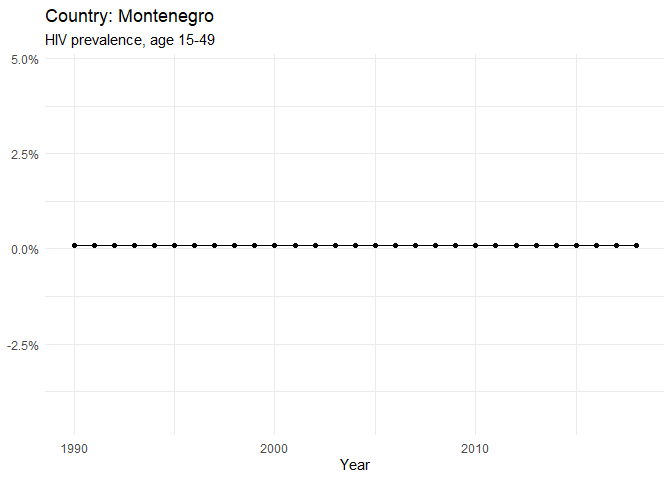 Country: Montenegro
HIV prevalence, age 15-49
5.0%
2.5%
0.0%
-2.5%
1990 2000 2010
Year